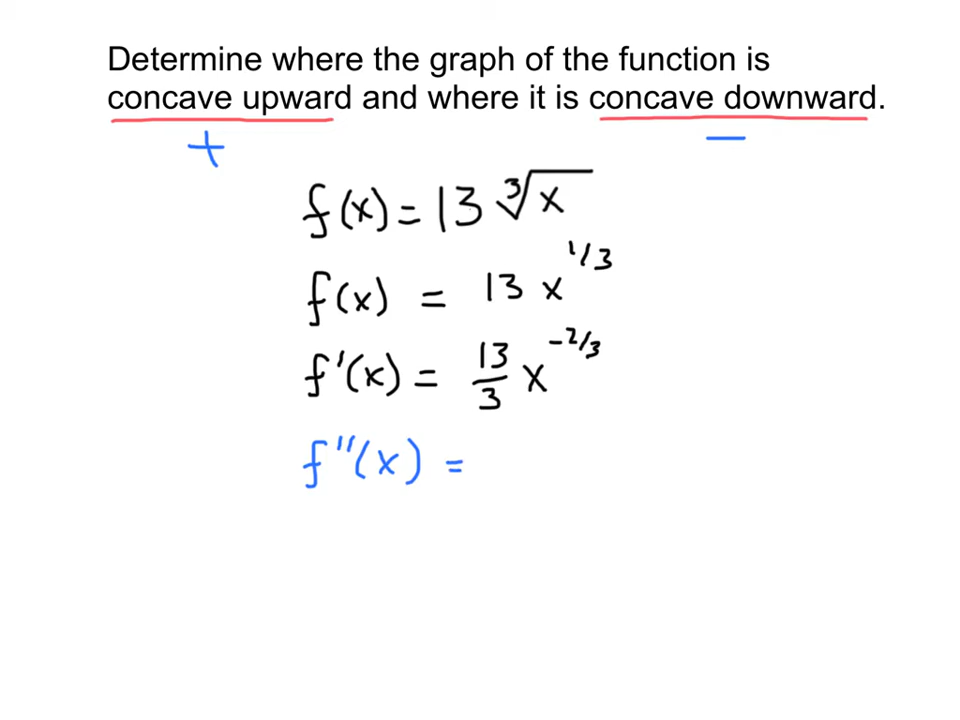 Determine where the graph of the function is
concave upward and where it is concave downward.
+ −
f(x) = 13 ∛x
f(x) = 13 x^1/3
f'(x) = 13/3 x^-2/3
f''(x) =